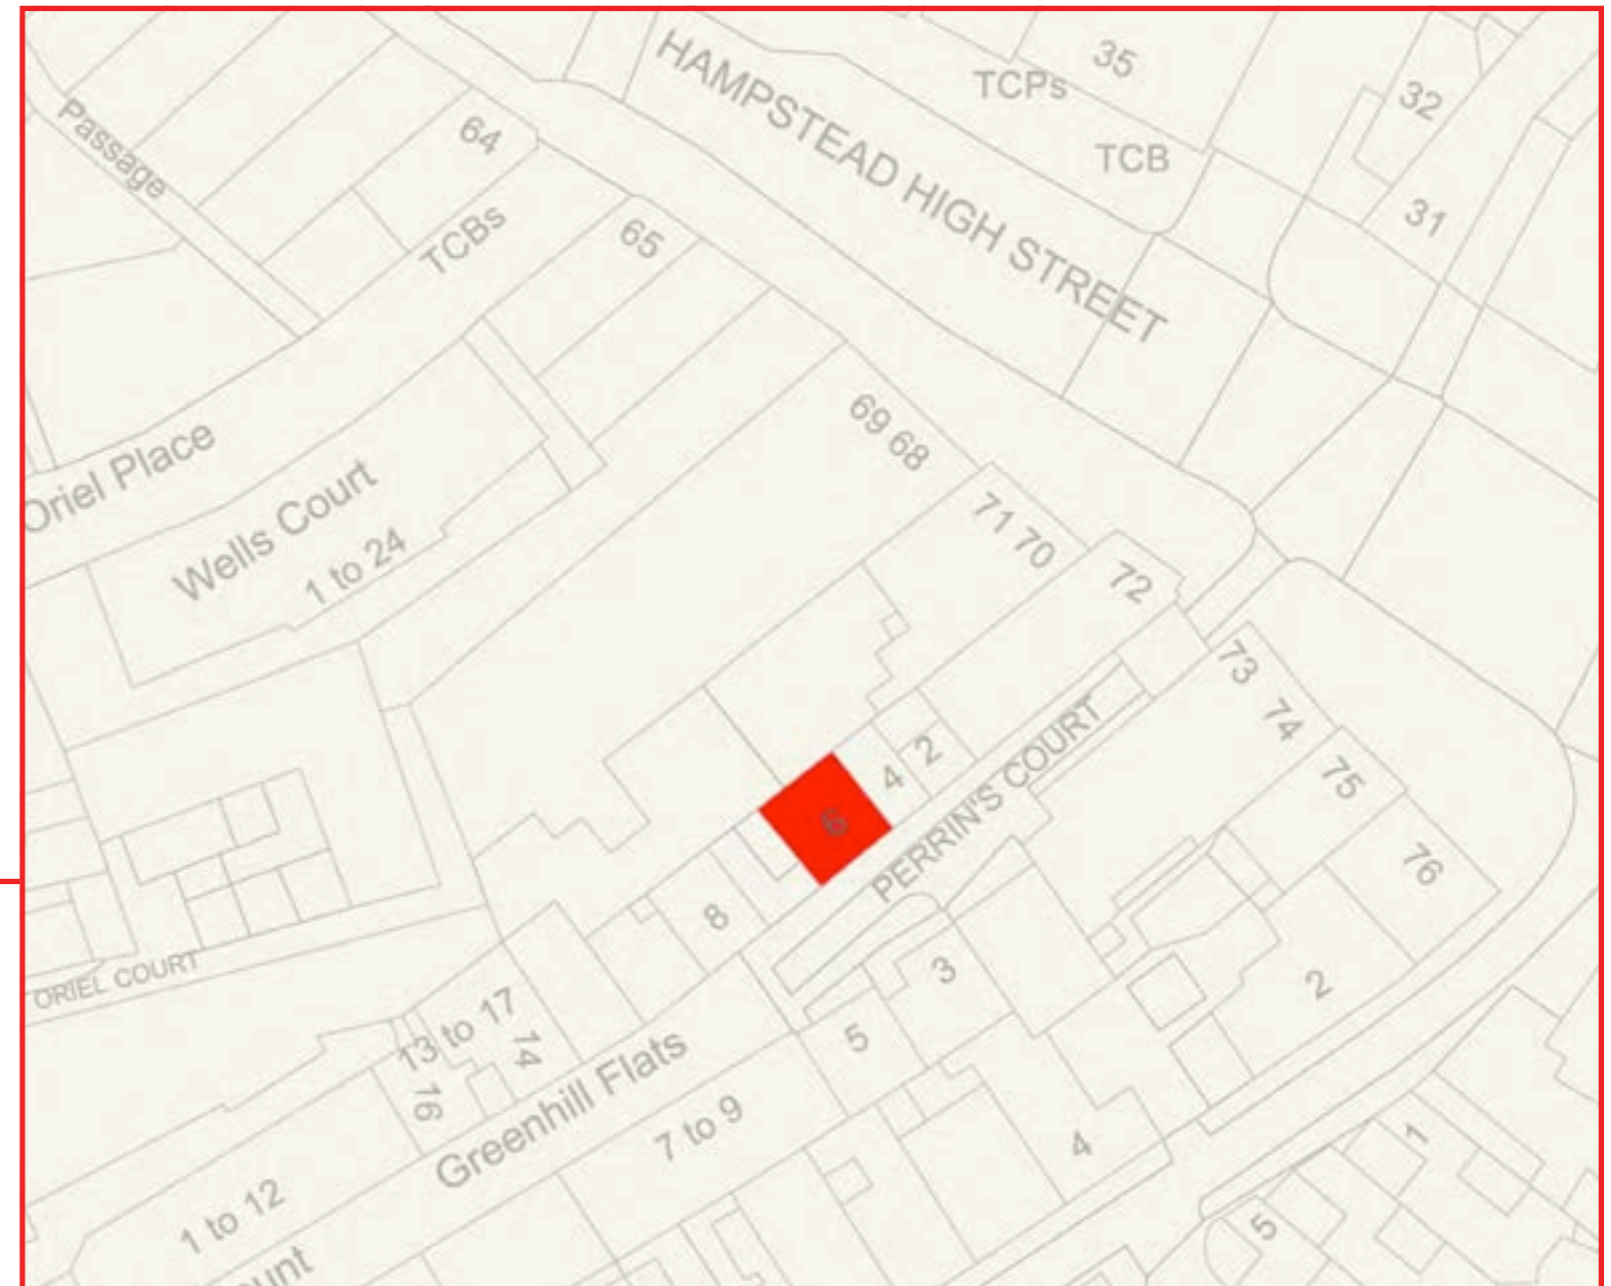 HAMPSTEAD HIGH STREET
35
TCPs
32
TCB
31
Passage
64
TCBs
65
69 68
Oriel Place
Wells Court
1 to 24
71 70
72
73
74
75
76
2
4
6
PERRIN'S COURT
8
3
2
ORIEL COURT
13 to 17
14
16
5
Greenhill Flats
7 to 9
4
1
1 to 12
5